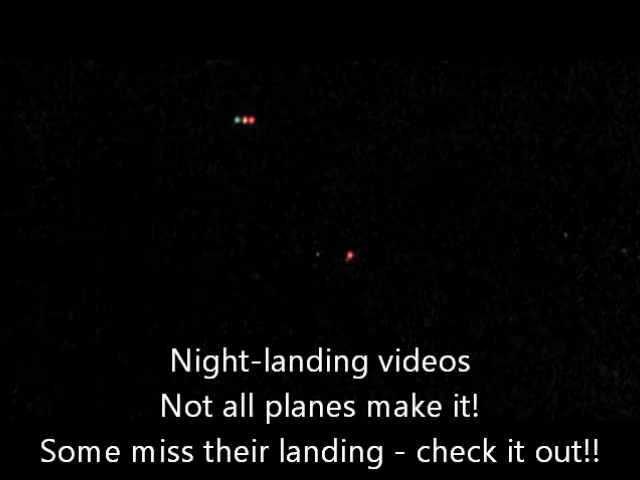 Night-landing videos
Not all planes make it!
Some miss their landing - check it out!!